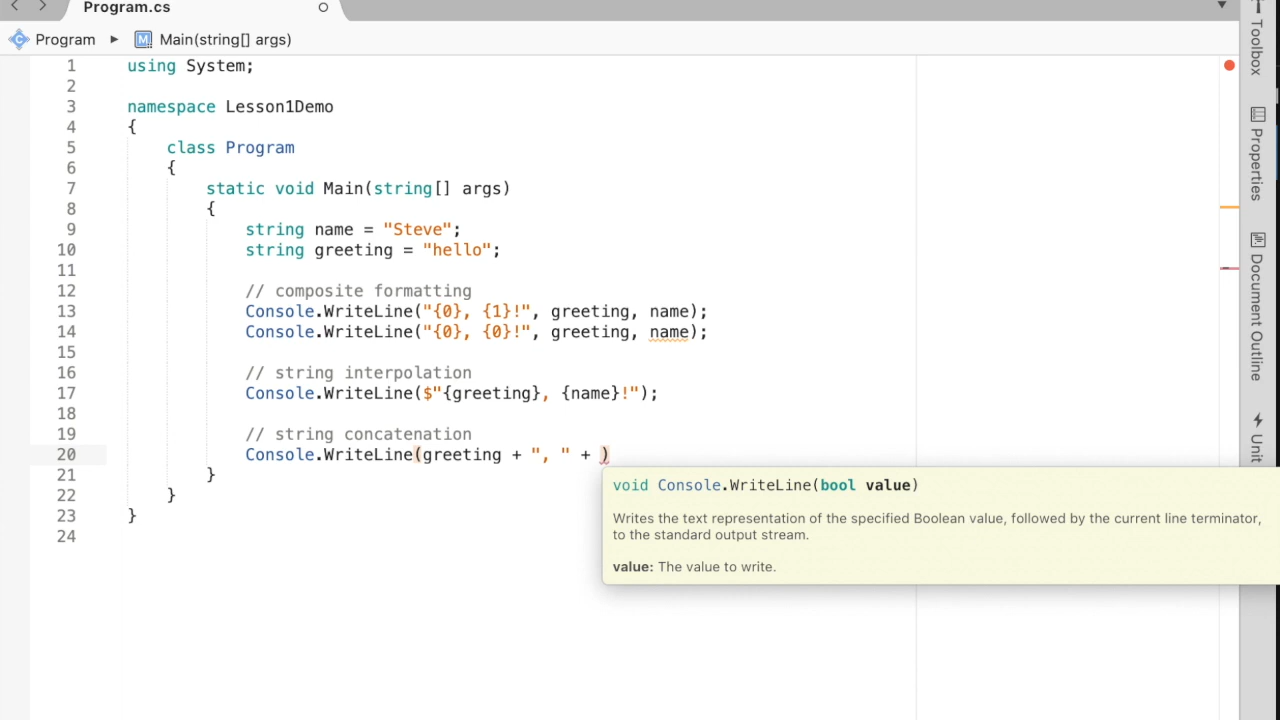 Program.cs
Program ▸ M Main(string[] args)
1 using System;
2
3 namespace Lesson1Demo
4 {
5 class Program
6 {
7 static void Main(string[] args)
8 {
9 string name = "Steve";
10 string greeting = "hello";
11
12 // composite formatting
13 Console.WriteLine("{0}, {1}!", greeting, name);
14 Console.WriteLine("{0}, {0}!", greeting, name);
15
16 // string interpolation
17 Console.WriteLine($"{greeting}, {name}!");
18
19 // string concatenation
20 Console.WriteLine(greeting + ", " + )
21 }
22 }
23 }
24
void Console.WriteLine(bool value)
Writes the text representation of the specified Boolean value, followed by the current line terminator,
to the standard output stream.
value: The value to write.
Toolbox
Properties
Document Outline
Unit